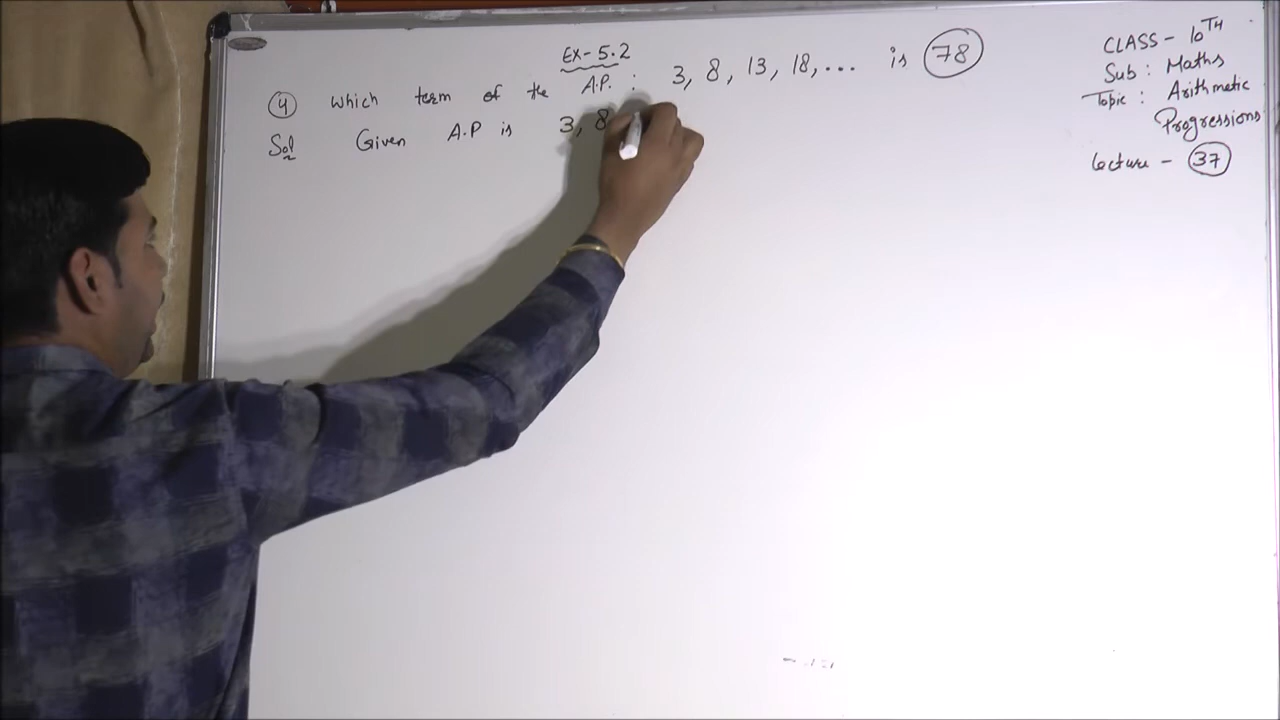 EX-5.2
④ Which term of the A.P. : 3, 8, 13, 18, ... is 78
Sol Given A.P is 3, 8
CLASS - 10TH
Sub : Maths
Topic : Arithmetic
Progressions
Lecture - 37